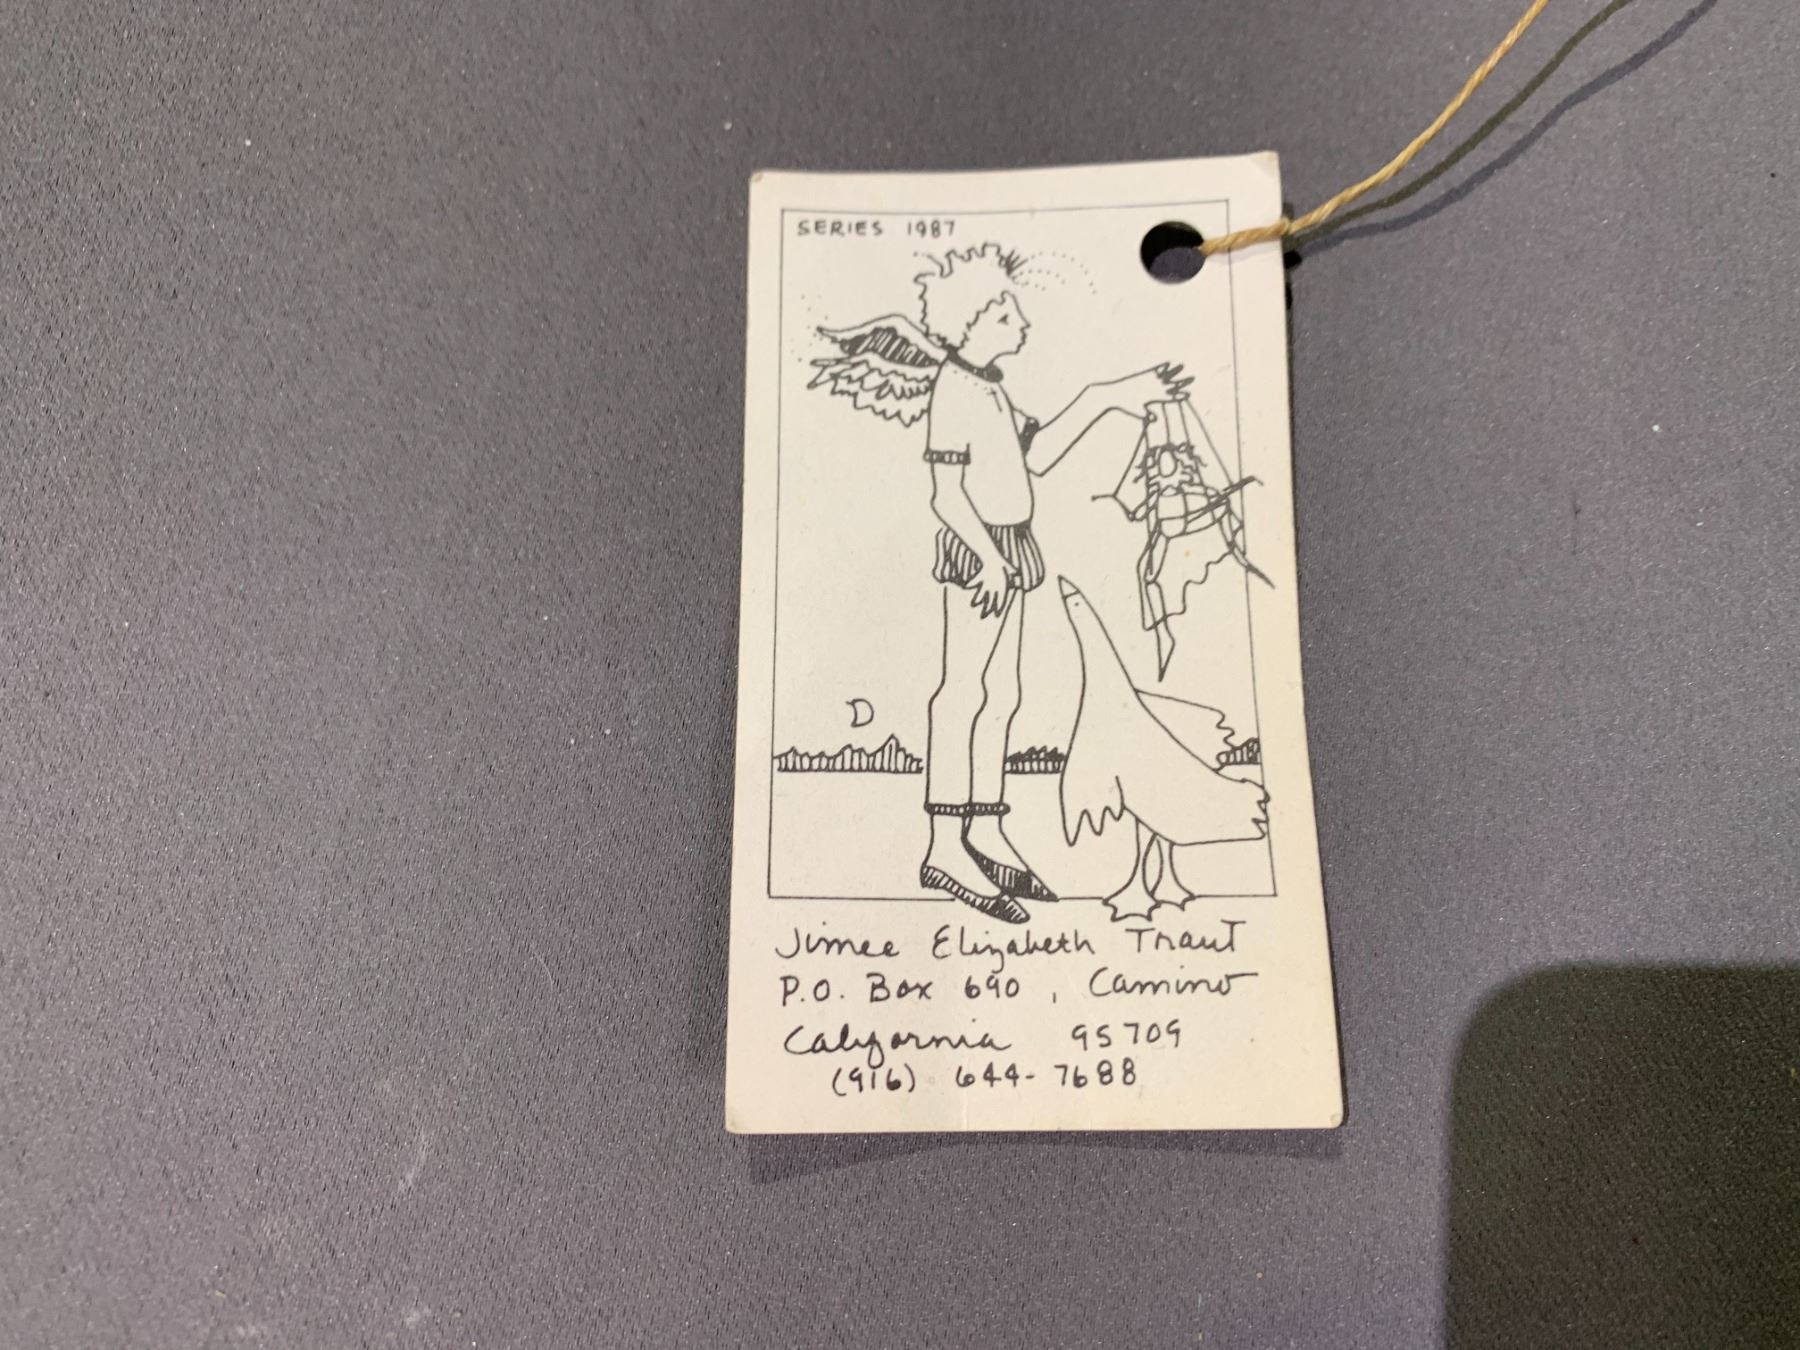 SERIES 1987
D
Jimee Elizabeth Traut
P.O. Box 690, Camino
California 95709
(916) 644-7688